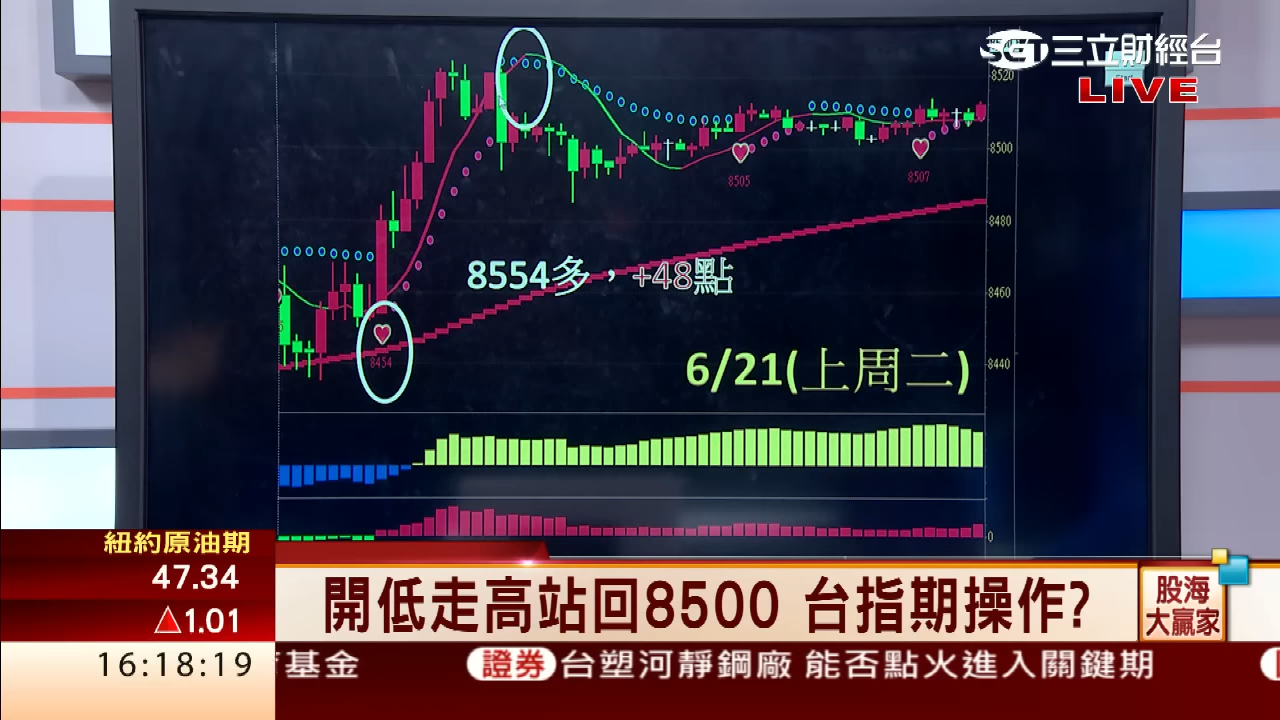 SET三立財經台
LIVE
8520
8500
8480
8460
8440
0
8505
8507
8454
8554多，+48點
6/21(上周二)
紐約原油期
47.34
△1.01
16:18:19
開低走高站回8500 台指期操作?
股海
大贏家
基金
證券 台塑河靜鋼廠 能否點火進入關鍵期